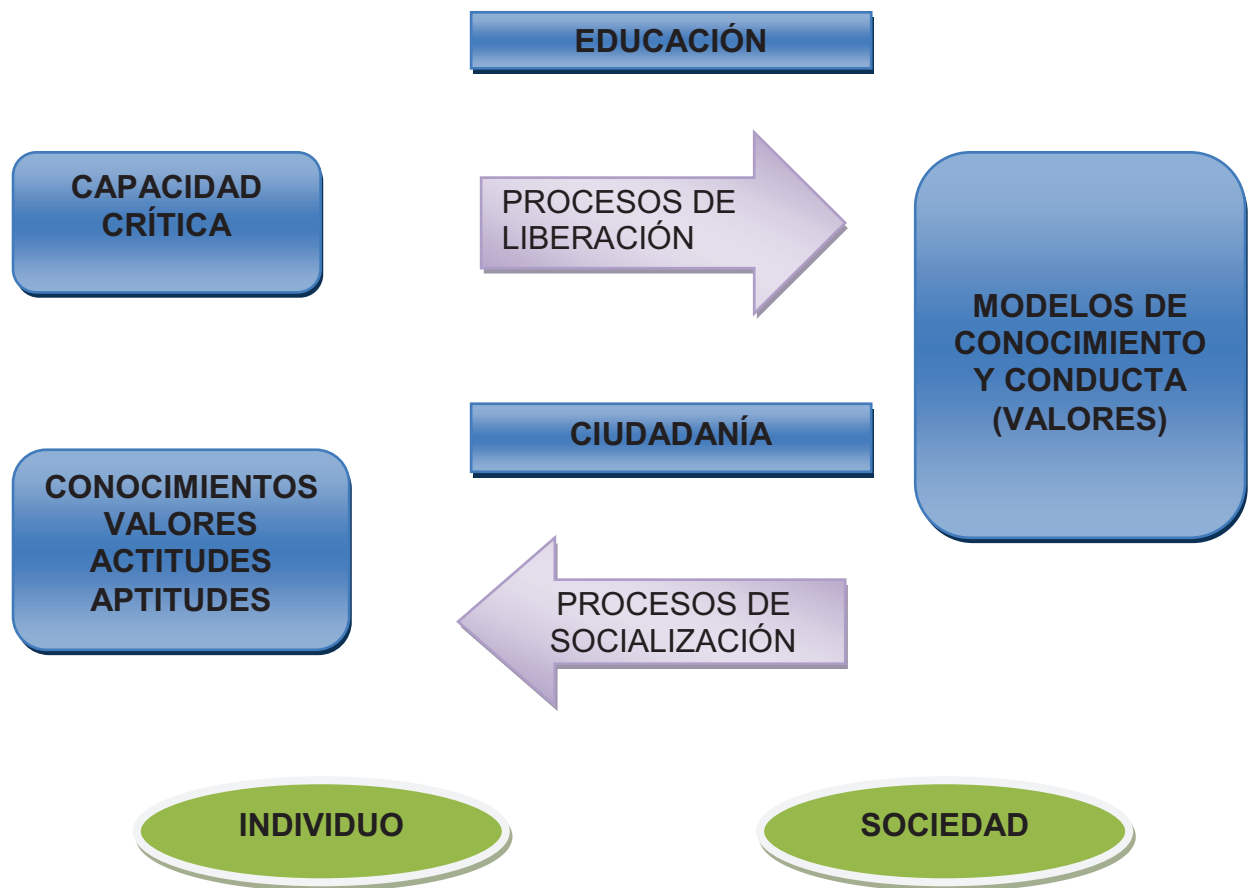 EDUCACIÓN
CAPACIDAD
CRÍTICA
PROCESOS DE
LIBERACIÓN
MODELOS DE
CONOCIMIENTO
Y CONDUCTA
(VALORES)
CIUDADANÍA
CONOCIMIENTOS
VALORES
ACTITUDES
APTITUDES
PROCESOS DE
SOCIALIZACIÓN
INDIVIDUO
SOCIEDAD